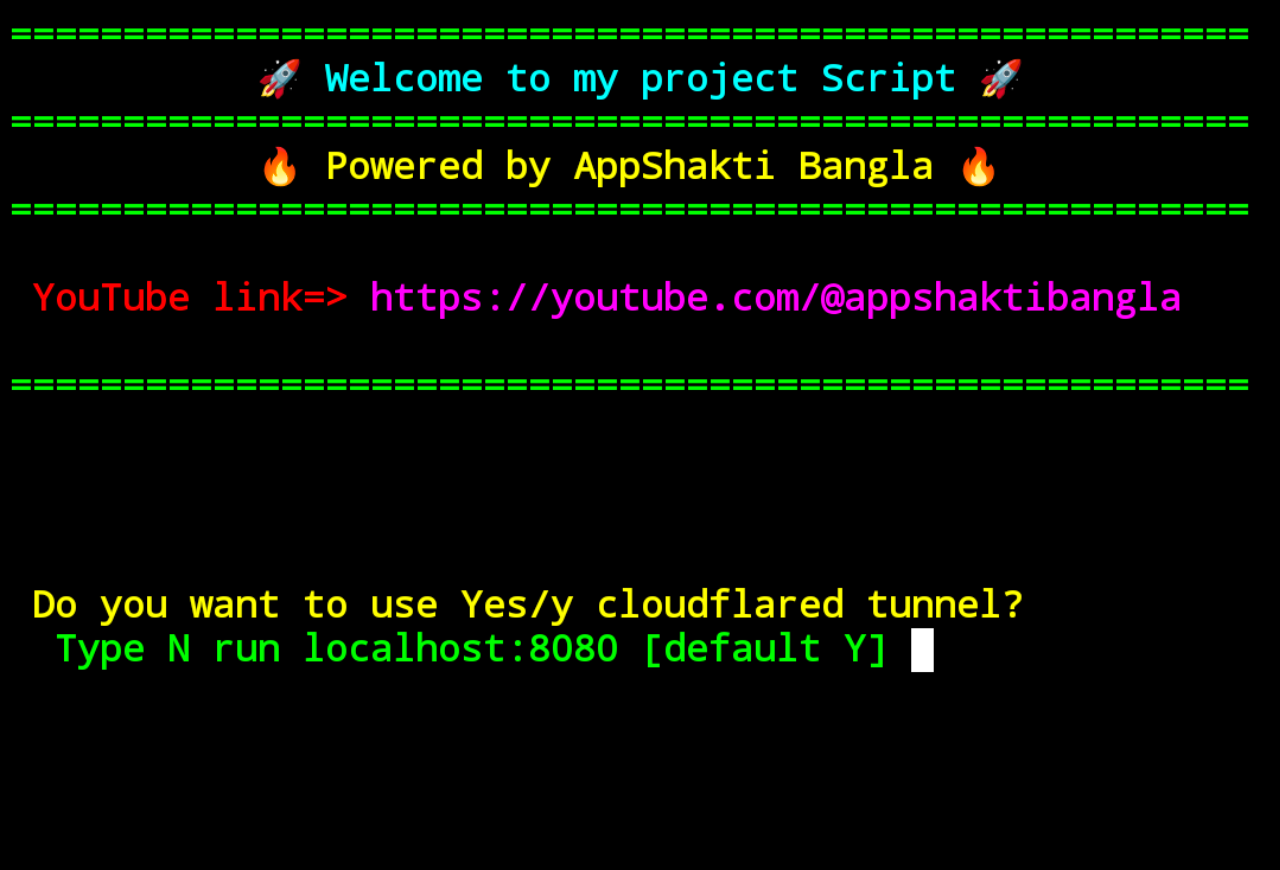 =======================================================
🚀 Welcome to my project Script 🚀
=======================================================
🔥 Powered by AppShakti Bangla 🔥
=======================================================
YouTube link=> https://youtube.com/@appshaktibangla
=======================================================
Do you want to use Yes/y cloudflared tunnel?
Type N run localhost:8080 [default Y]